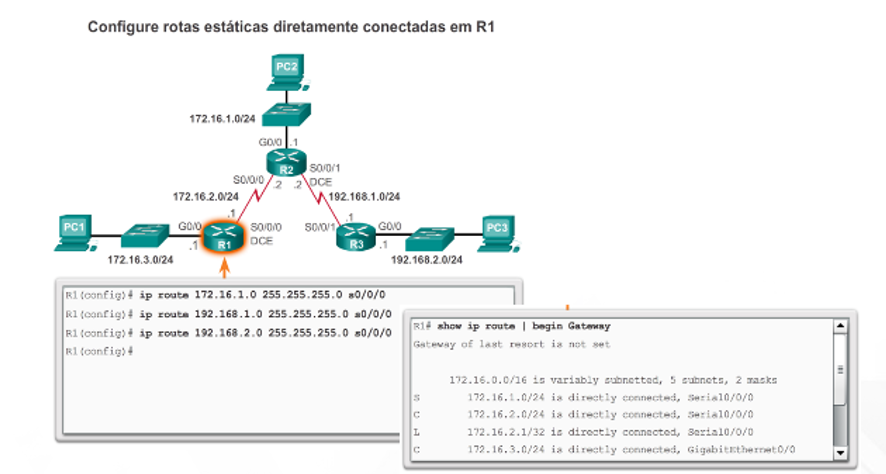 Configure rotas estáticas diretamente conectadas em R1
PC2
172.16.1.0/24
G0/0 .1
R2
S0/0/1
S0/0/0 .2 .2 DCE
172.16.2.0/24
192.168.1.0/24
.1
.1
PC1
G0/0
S0/0/0
S0/0/1
G0/0
PC3
.1
R1
DCE
R3
.1
172.16.3.0/24
192.168.2.0/24
R1(config)# ip route 172.16.1.0 255.255.255.0 s0/0/0
R1(config)# ip route 192.168.1.0 255.255.255.0 s0/0/0
R1(config)# ip route 192.168.2.0 255.255.255.0 s0/0/0
R1(config)#
R1# show ip route | begin Gateway
Gateway of last resort is not set
172.16.0.0/16 is variably subnetted, 5 subnets, 2 masks
S 172.16.1.0/24 is directly connected, Serial0/0/0
C 172.16.2.0/24 is directly connected, Serial0/0/0
L 172.16.2.1/32 is directly connected, Serial0/0/0
C 172.16.3.0/24 is directly connected, GigabitEthernet0/0